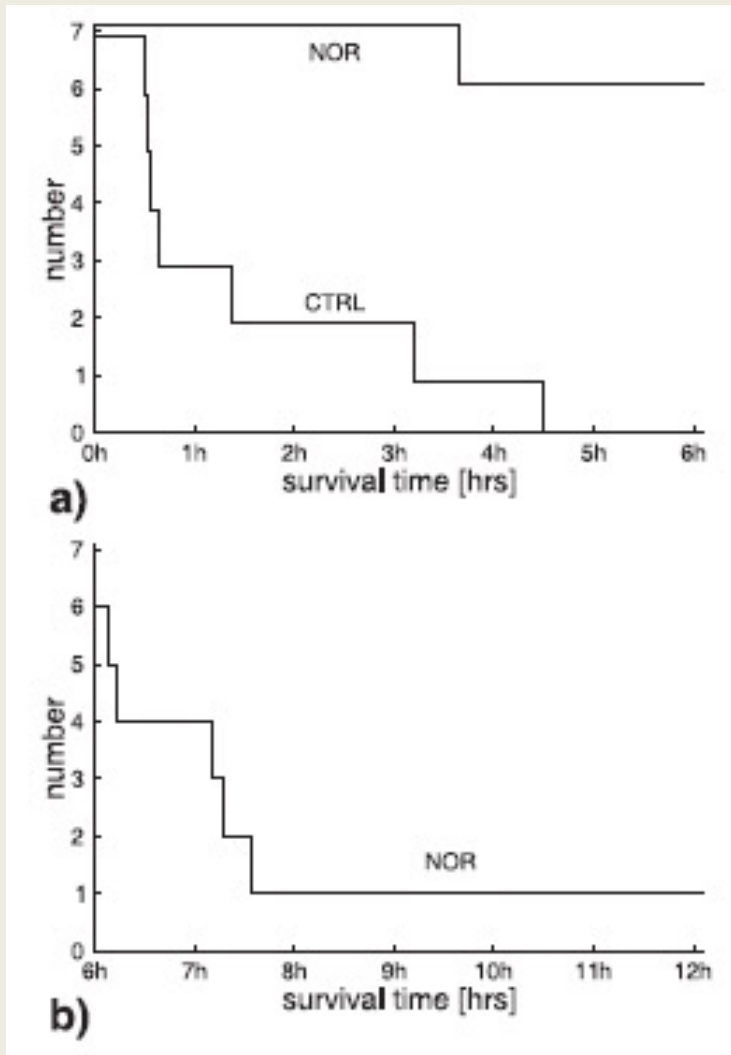 7
NOR
6
5
4
number
3
CTRL
2
1
0
0h 1h 2h 3h 4h 5h 6h
survival time [hrs]
a)
7
6
5
4
number
3
2
NOR
1
0
6h 7h 8h 9h 10h 11h 12h
survival time [hrs]
b)